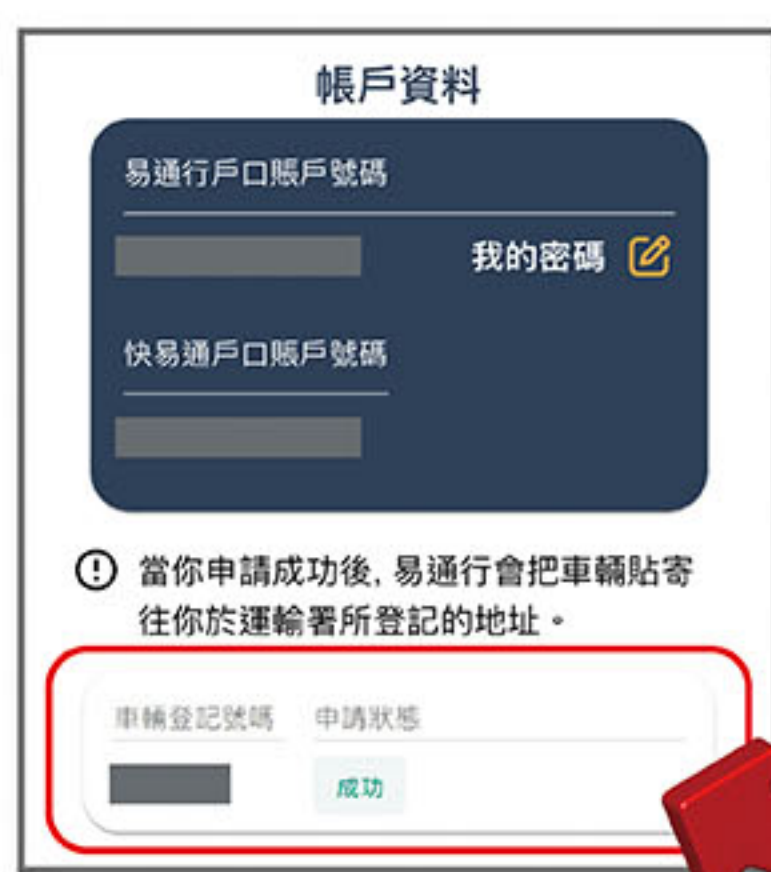 帳戶資料
易通行戶口賬戶號碼
我的密碼
快易通戶口賬戶號碼
當你申請成功後, 易通行會把車輛貼寄
往你於運輸署所登記的地址。
車輛登記號碼 申請狀態
成功